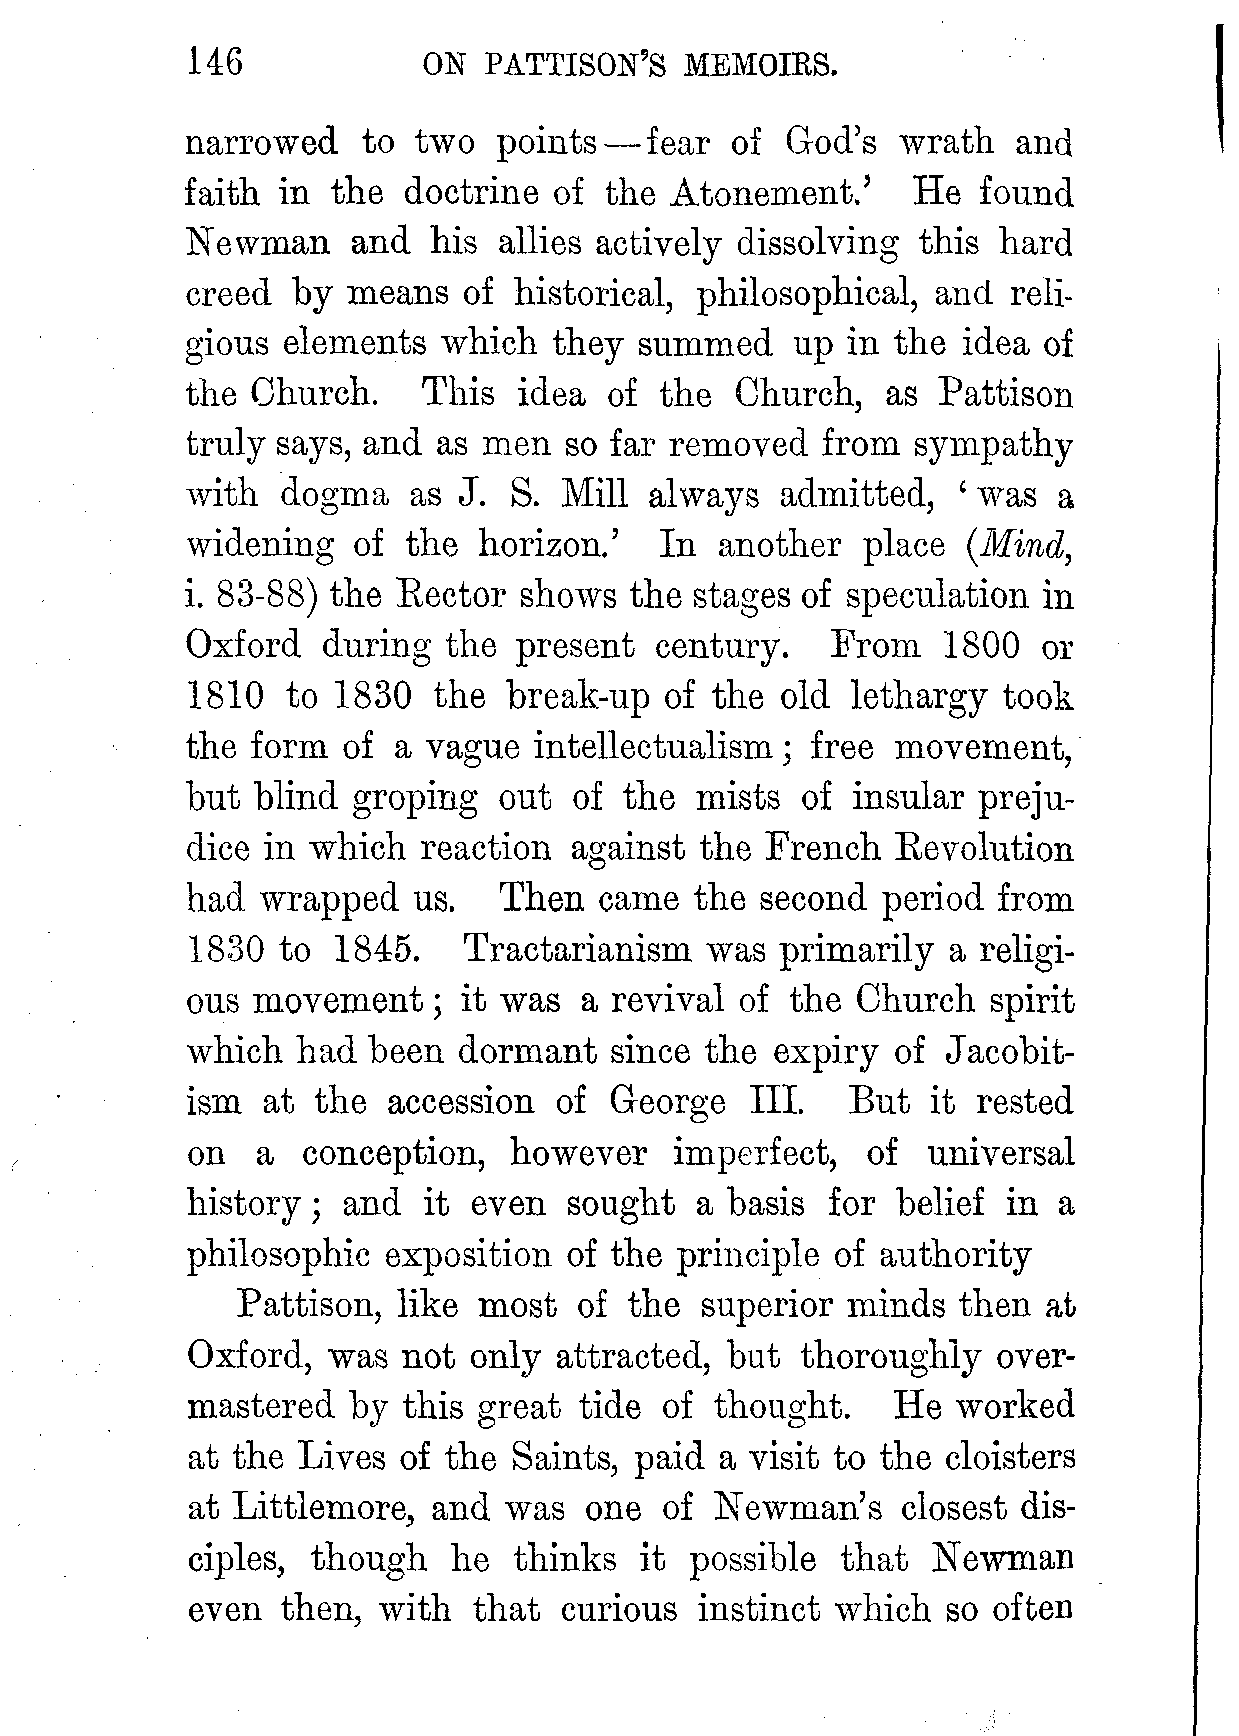 146 ON PATTISON'S MEMOIRS.
narrowed to two points—fear of God's wrath and
faith in the doctrine of the Atonement.' He found
Newman and his allies actively dissolving this hard
creed by means of historical, philosophical, and reli-
gious elements which they summed up in the idea of
the Church. This idea of the Church, as Pattison
truly says, and as men so far removed from sympathy
with dogma as J. S. Mill always admitted, ‘was a
widening of the horizon.' In another place (Mind,
i. 83-88) the Rector shows the stages of speculation in
Oxford during the present century. From 1800 or
1810 to 1830 the break-up of the old lethargy took
the form of a vague intellectualism; free movement,
but blind groping out of the mists of insular preju-
dice in which reaction against the French Revolution
had wrapped us. Then came the second period from
1830 to 1845. Tractarianism was primarily a religi-
ous movement; it was a revival of the Church spirit
which had been dormant since the expiry of Jacobit-
ism at the accession of George III. But it rested
on a conception, however imperfect, of universal
history; and it even sought a basis for belief in a
philosophic exposition of the principle of authority
Pattison, like most of the superior minds then at
Oxford, was not only attracted, but thoroughly over-
mastered by this great tide of thought. He worked
at the Lives of the Saints, paid a visit to the cloisters
at Littlemore, and was one of Newman's closest dis-
ciples, though he thinks it possible that Newman
even then, with that curious instinct which so often